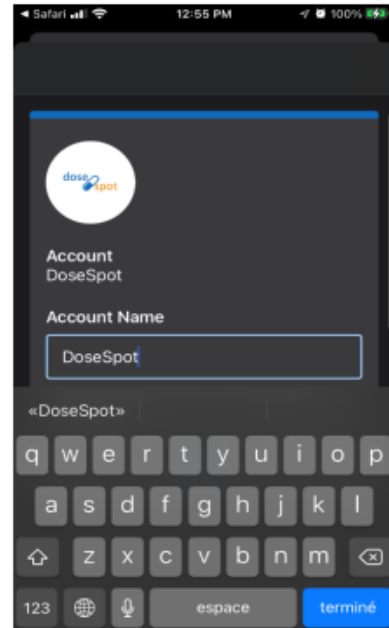 ◀ Safari
12:55 PM
100%
dose spot
Account
DoseSpot
Account Name
DoseSpot
«DoseSpot»
q w e r t y u i o p
a s d f g h j k l
z x c v b n m
123
espace
terminé